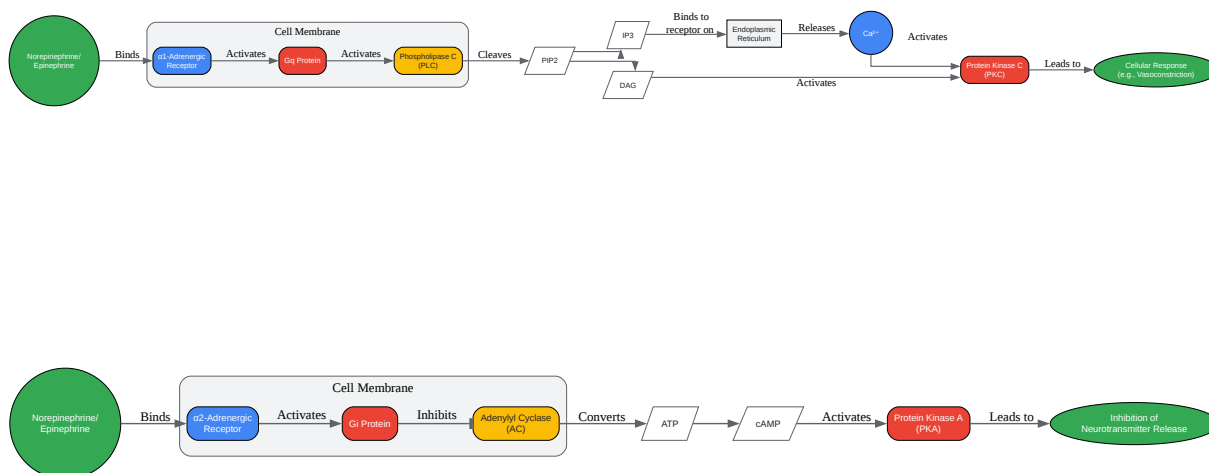 Norepinephrine/
Epinephrine
Binds
Cell Membrane
α1-Adrenergic
Receptor
Activates
Gq Protein
Activates
Phospholipase C
(PLC)
Cleaves
PIP2
IP3
DAG
Binds to
receptor on
Endoplasmic
Reticulum
Releases
Ca²⁺
Activates
Activates
Protein Kinase C
(PKC)
Leads to
Cellular Response
(e.g., Vasoconstriction)
Norepinephrine/
Epinephrine
Binds
Cell Membrane
α2-Adrenergic
Receptor
Activates
Gi Protein
Inhibits
Adenylyl Cyclase
(AC)
Converts
ATP
cAMP
Activates
Protein Kinase A
(PKA)
Leads to
Inhibition of
Neurotransmitter Release